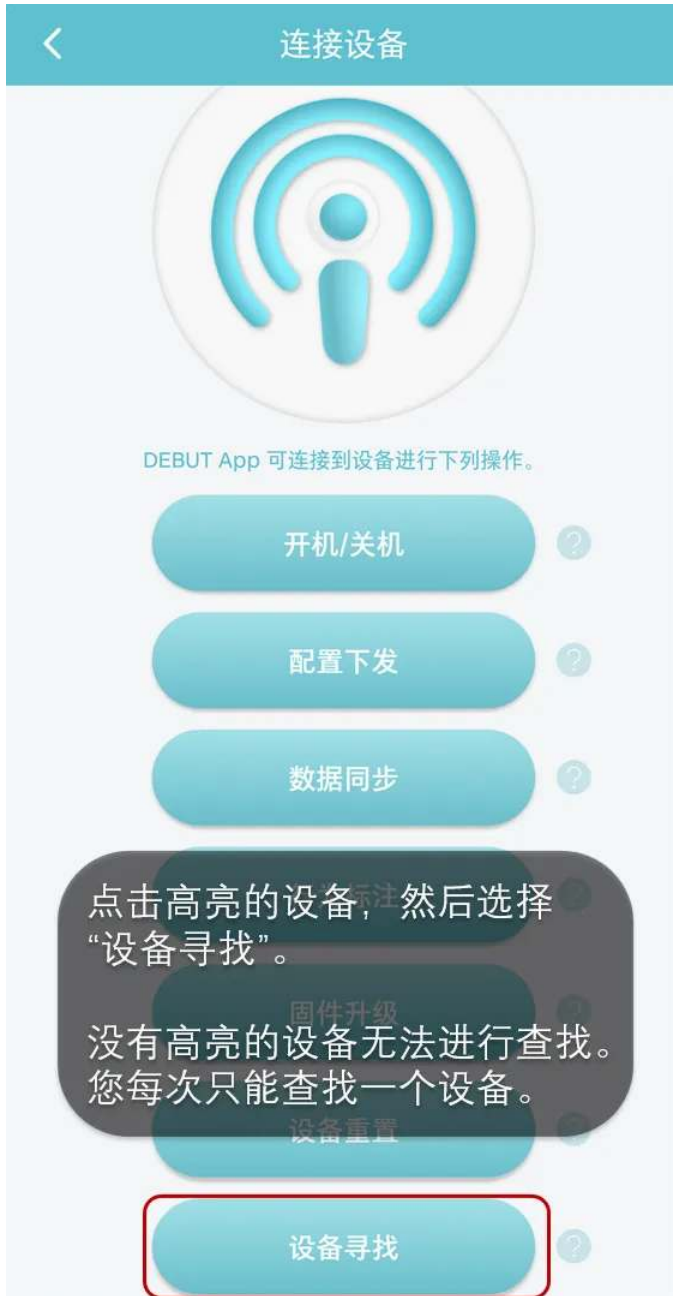 连接设备
DEBUT App 可连接到设备进行下列操作。
开机/关机
配置下发
数据同步
点击高亮的设备，然后选择
“设备寻找”。
固件升级
没有高亮的设备无法进行查找。
您每次只能查找一个设备。
设备重置
设备寻找